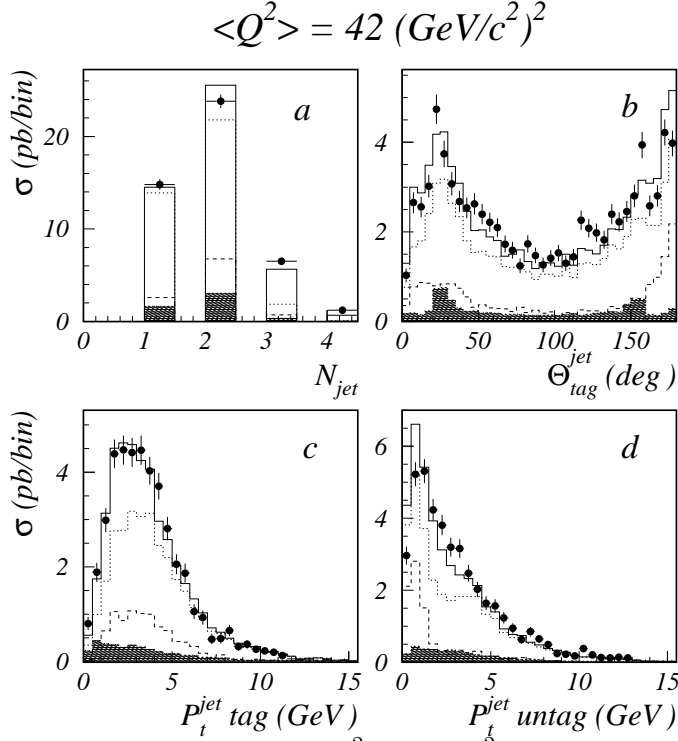 <Q²> = 42 (GeV/c²)²
σ (pb/bin)
a
20
10
0
0 1 2 3 4
N_jet
b
4
2
0
0 50 100 150
Θ^jet_tag (deg)
σ (pb/bin)
c
4
2
0
0 5 10 15
P_t^jet tag (GeV)
d
6
4
2
0
0 5 10 15
P_t^jet untag (GeV)